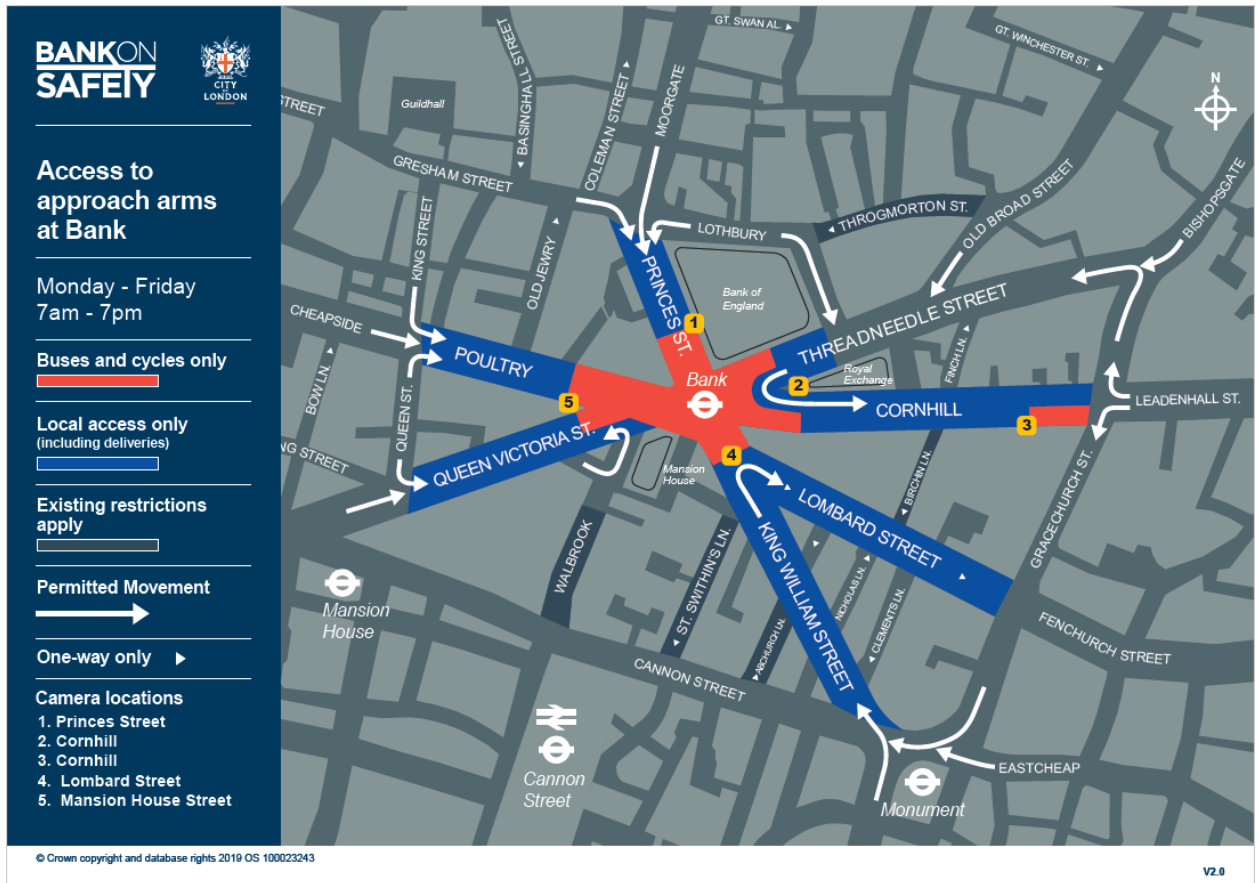 BANK ON
SAFETY
CITY
OF
LONDON
Access to
approach arms
at Bank
Monday - Friday
7am - 7pm
Buses and cycles only
Local access only
(including deliveries)
Existing restrictions
apply
Permitted Movement
One-way only
Camera locations
1. Princes Street
2. Cornhill
3. Cornhill
4. Lombard Street
5. Mansion House Street
GT. SWAN AL.
GT. WINCHESTER ST.
N
STREET
Guildhall
BASINGHALL STREET
COLEMAN STREET
MOORGATE
GRESHAM STREET
KING STREET
OLD JEWRY
LOTHBURY
THROGMORTON ST.
OLD BROAD STREET
BISHOPSGATE
PRINCES ST.
Bank of
England
1
THREADNEEDLE STREET
CHEAPSIDE
POULTRY
BOW LN.
QUEEN ST.
Bank
2
Royal
Exchange
FINCH LN.
CORNHILL
3
LEADENHALL ST.
5
NG STREET
QUEEN VICTORIA ST.
4
Mansion
House
BIRCHIN LN.
GRACECHURCH ST.
LOMBARD STREET
KING WILLIAM STREET
WALBROOK
ST. SWITHIN'S LN.
ABCHURCH LN.
NICHOLAS LN.
CLEMENTS LN.
Mansion
House
FENCHURCH STREET
CANNON STREET
Cannon
Street
EASTCHEAP
Monument
© Crown copyright and database rights 2019 OS 100023243
V2.0